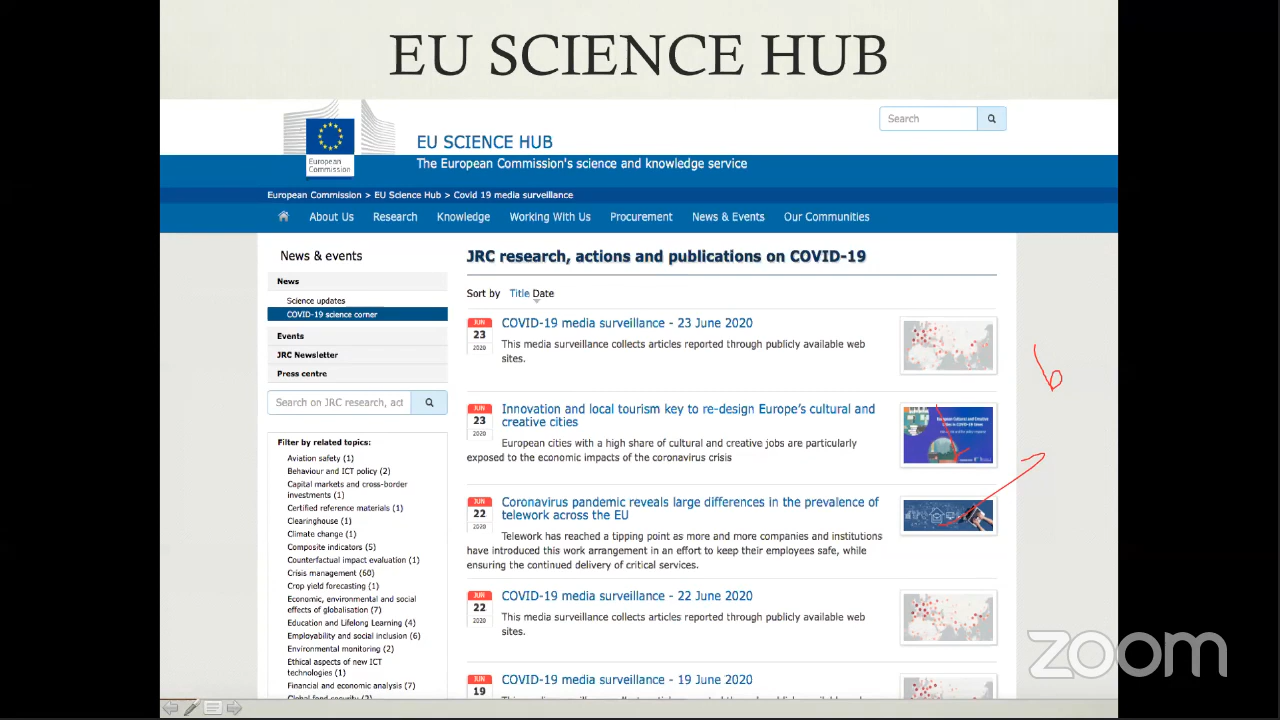 EU SCIENCE HUB
European
Commission
EU SCIENCE HUB
Search
The European Commission's science and knowledge service
European Commission > EU Science Hub > Covid 19 media surveillance
About Us Research Knowledge Working With Us Procurement News & Events Our Communities
News & events
News
Science updates
COVID-19 science corner
Events
JRC Newsletter
Press centre
Search on JRC research, act
Filter by related topics:
Aviation safety (1)
Behaviour and ICT policy (2)
Capital markets and cross-border
investments (1)
Certified reference materials (1)
Clearinghouse (1)
Climate change (1)
Composite indicators (5)
Counterfactual impact evaluation (1)
Crisis management (60)
Crop yield forecasting (1)
Economic, environmental and social
effects of globalisation (7)
Education and Lifelong Learning (4)
Employability and social inclusion (6)
Environmental monitoring (2)
Ethical aspects of new ICT
technologies (1)
Financial and economic analysis (7)
JRC research, actions and publications on COVID-19
Sort by Title Date
JUN
23
2020
COVID-19 media surveillance - 23 June 2020
This media surveillance collects articles reported through publicly available web
sites.
JUN
23
2020
Innovation and local tourism key to re-design Europe's cultural and
creative cities
European cities with a high share of cultural and creative jobs are particularly
exposed to the economic impacts of the coronavirus crisis
JUN
22
2020
Coronavirus pandemic reveals large differences in the prevalence of
telework across the EU
Telework has reached a tipping point as more and more companies and institutions
have introduced this work arrangement in an effort to keep their employees safe, while
ensuring the continued delivery of critical services.
JUN
22
2020
COVID-19 media surveillance - 22 June 2020
This media surveillance collects articles reported through publicly available web
sites.
JUN
19
COVID-19 media surveillance - 19 June 2020
zoom